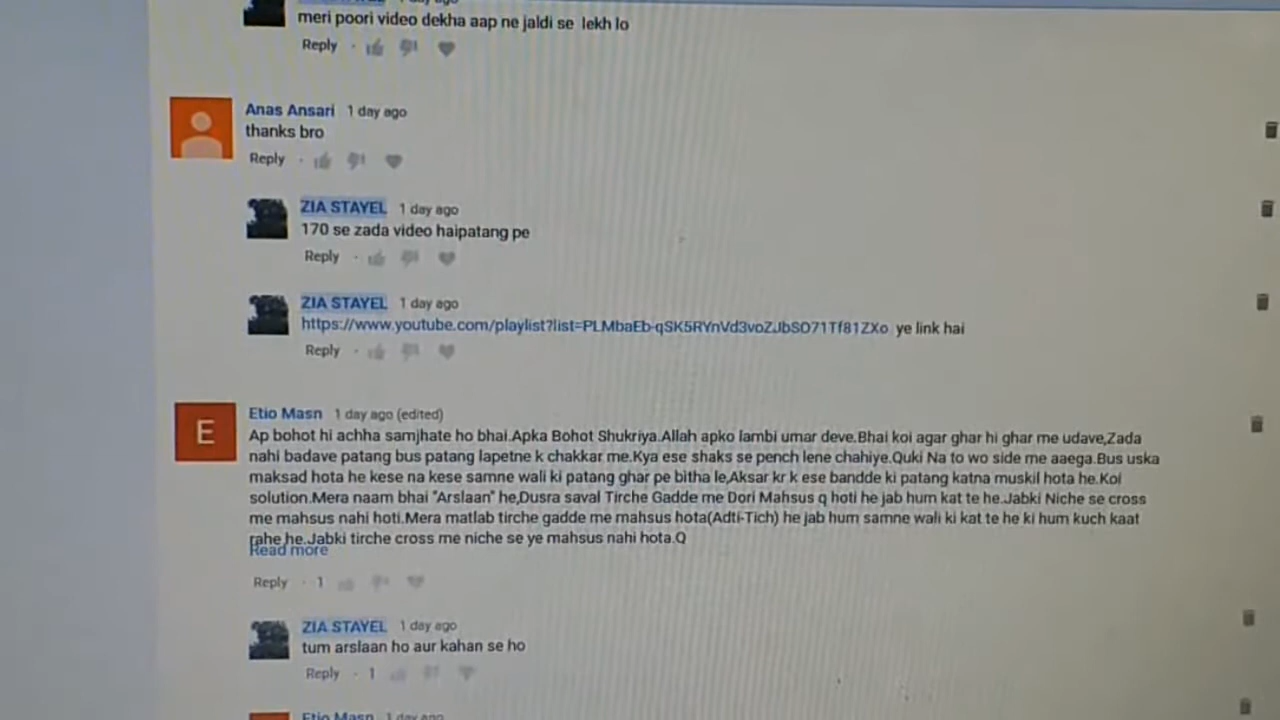 meri poori video dekha aap ne jaldi se lekh lo
Reply
Anas Ansari 1 day ago
thanks bro
Reply
ZIA STAYEL 1 day ago
170 se zada video haipatang pe
Reply
ZIA STAYEL 1 day ago
https://www.youtube.com/playlist?list=PLMbaEb-qSK5RYnVd3voZJbSO71Tf81ZXo ye link hai
Reply
E
Etio Masn 1 day ago (edited)
Ap bohot hi achha samjhate ho bhai.Apka Bohot Shukriya.Allah apko lambi umar deve.Bhai koi agar ghar hi ghar me udave,Zada
nahi badave patang bus patang lapetne k chakkar me.Kya ese shaks se pench lene chahiye.Quki Na to wo side me aaega.Bus uska
maksad hota he kese na kese samne wali ki patang ghar pe bitha le,Aksar kr k ese bandde ki patang katna muskil hota he.Koi
solution.Mera naam bhai "Arslaan" he,Dusra saval Tirche Gadde me Dori Mahsus q hoti he jab hum kat te he.Jabki Niche se cross
me mahsus nahi hoti.Mera matlab tirche gadde me mahsus hota(Adti-Tich) he jab hum samne wali ki kat te he ki hum kuch kaat
rahe he.Jabki tirche cross me niche se ye mahsus nahi hota.Q
Read more
Reply 1
ZIA STAYEL 1 day ago
tum arslaan ho aur kahan se ho
Reply 1
Etio Masn 1 day ago